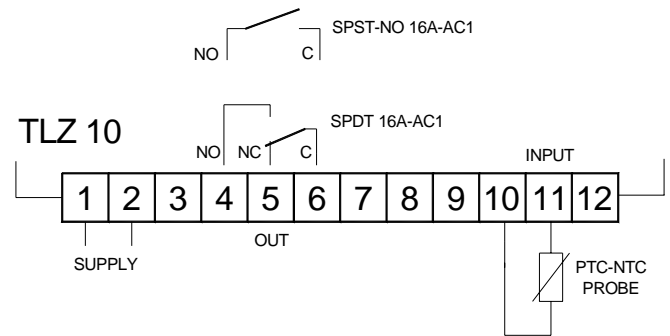 SPST-NO 16A-AC1
NO C
SPDT 16A-AC1
TLZ 10
NO NC C
INPUT
1 2 3 4 5 6 7 8 9 10 11 12
SUPPLY
OUT
PTC-NTC
PROBE